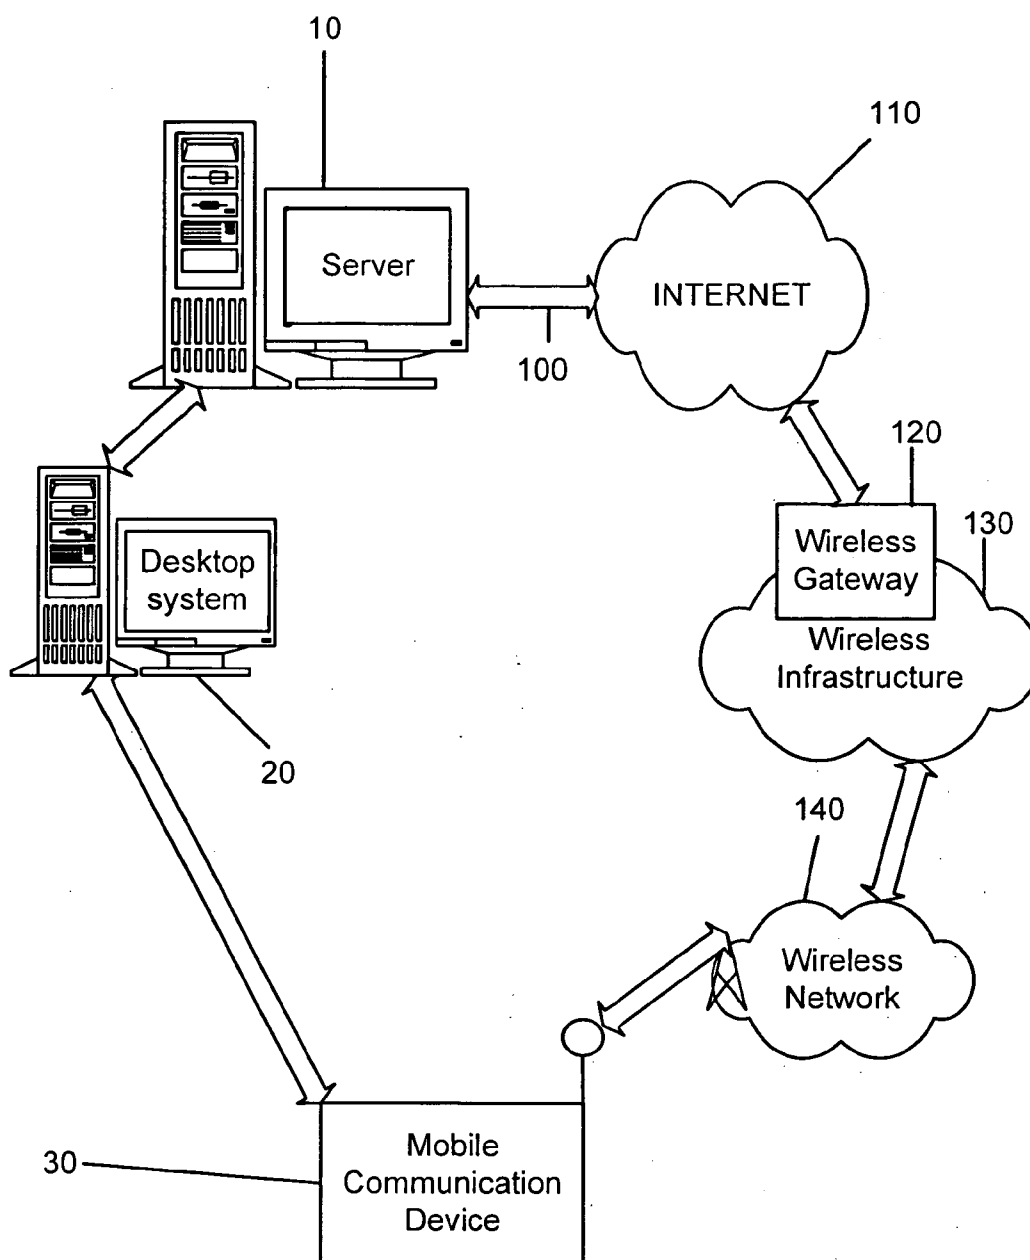 10
110
Server
INTERNET
100
120
130
Wireless
Gateway
Desktop
system
Wireless
Infrastructure
20
140
Wireless
Network
30
Mobile
Communication
Device